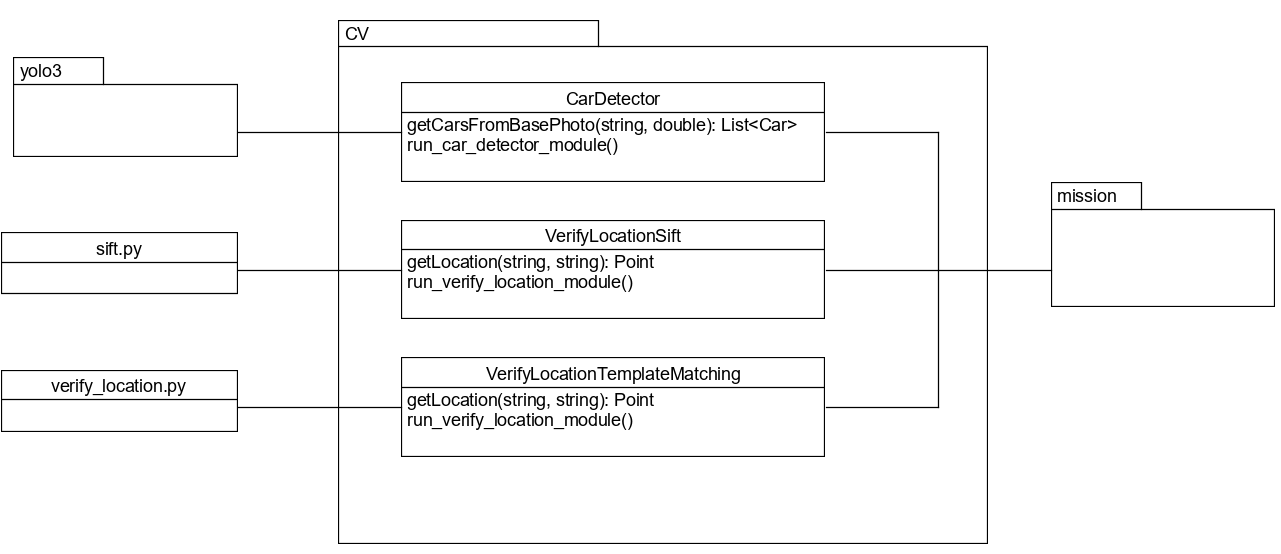 CV
yolo3
CarDetector
getCarsFromBasePhoto(string, double): List<Car>
run_car_detector_module()
mission
sift.py
VerifyLocationSift
getLocation(string, string): Point
run_verify_location_module()
verify_location.py
VerifyLocationTemplateMatching
getLocation(string, string): Point
run_verify_location_module()